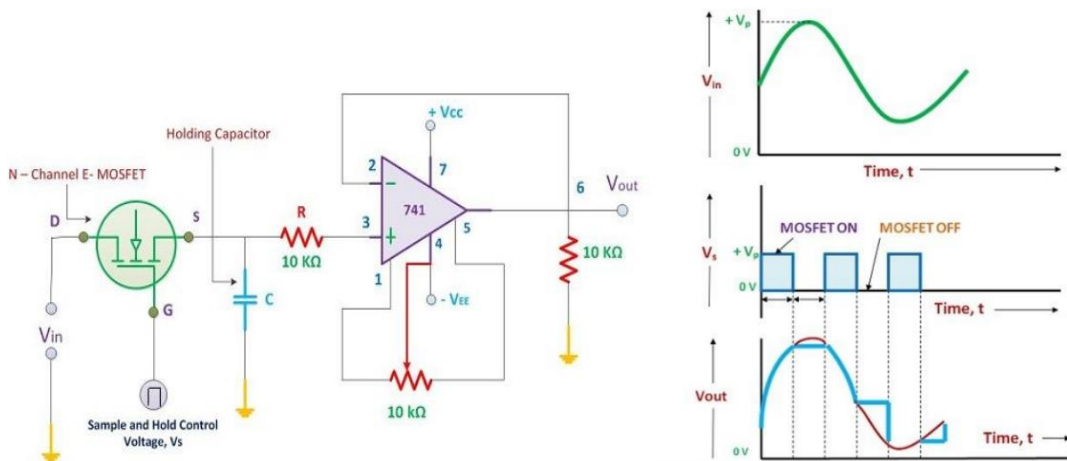 Holding Capacitor
N – Channel E- MOSFET
D
S
G
Vin
Sample and Hold Control
Voltage, Vs
C
R
10 KΩ
+ Vcc
2
7
3
741
6
5
4
1
- VEE
10 kΩ
10 KΩ
Vout
+ Vp
Vin
0 V
Time, t
MOSFET ON
MOSFET OFF
+ Vp
Vs
0 V
Time, t
Vout
0V
Time, t